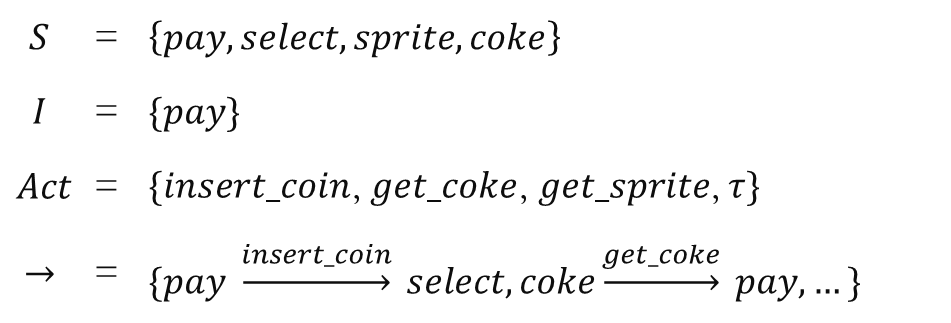 S = {pay, select, sprite, coke}
I = {pay}
Act = {insert_coin, get_coke, get_sprite, τ}
→ = {pay —insert_coin→ select, coke —get_coke→ pay, ... }